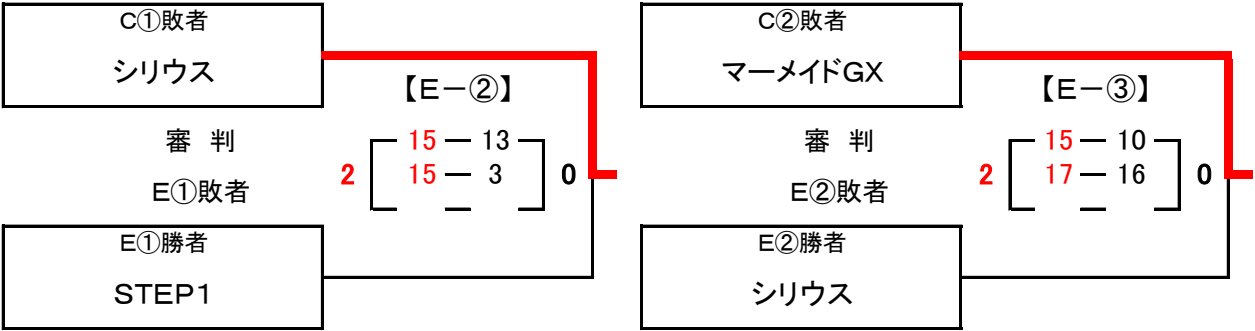 C①敗者
シリウス
【E－②】
審 判
E①敗者
2
15 — 13
15 — 3
— — —
0
E①勝者
STEP1
C②敗者
マーメイドGX
【E－③】
審 判
E②敗者
2
15 — 10
17 — 16
— — —
0
E②勝者
シリウス